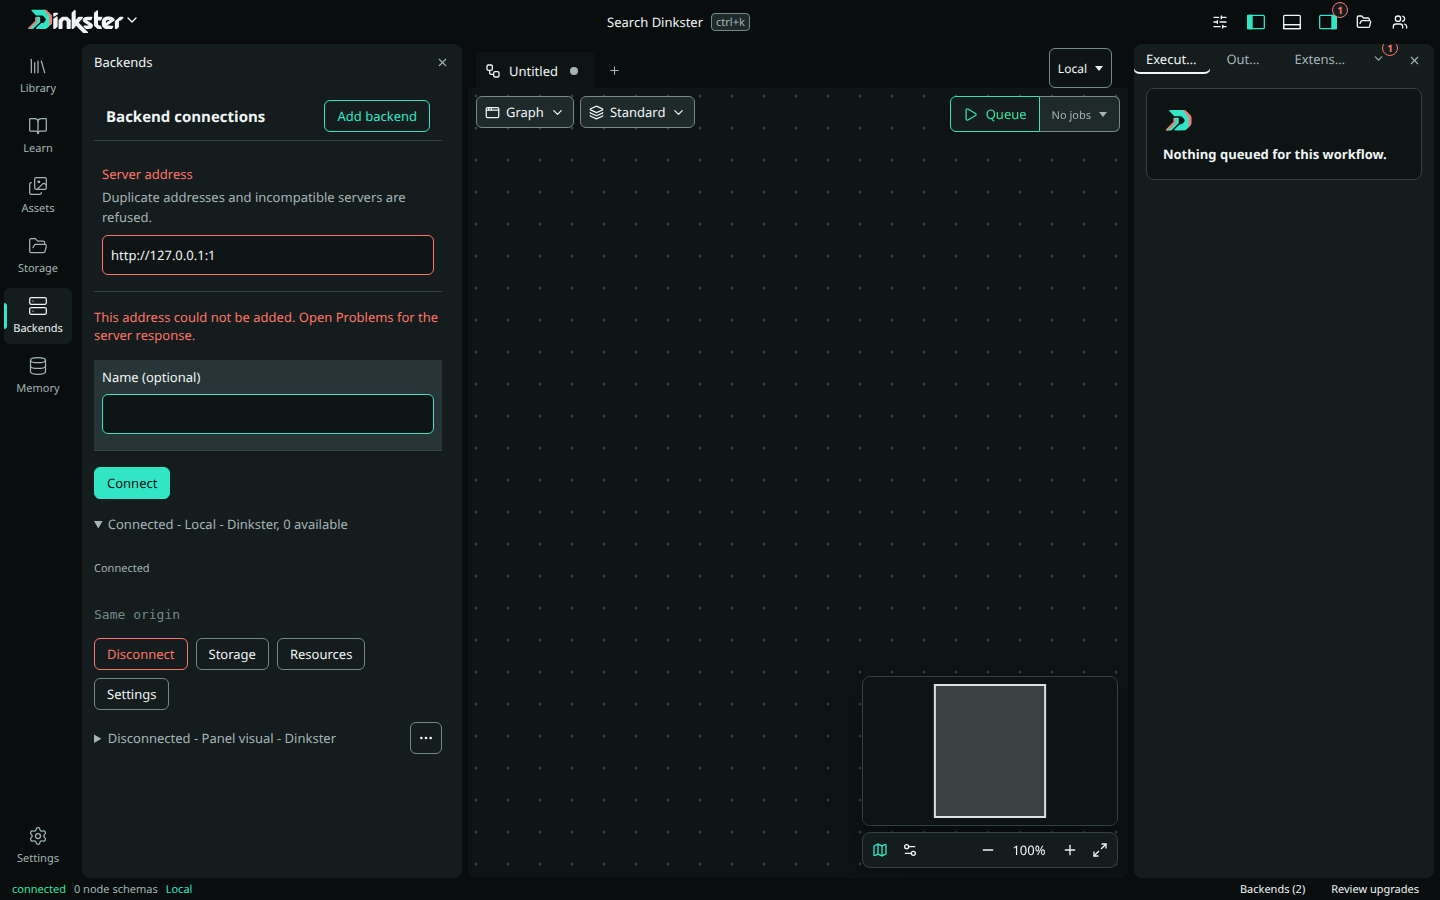 Dinkster
Search Dinkster ctrl+k
1
Library
Learn
Assets
Storage
Backends
Memory
Settings
Backends
Backend connections
Add backend
Server address
Duplicate addresses and incompatible servers are
refused.
http://127.0.0.1:1
This address could not be added. Open Problems for the
server response.
Name (optional)
Connect
Connected - Local - Dinkster, 0 available
Connected
Same origin
Disconnect Storage Resources
Settings
Disconnected - Panel visual - Dinkster
Untitled
Local
Graph Standard
Queue No jobs
100%
Execut... Out... Extens... 1
Nothing queued for this workflow.
connected 0 node schemas Local
Backends (2) Review upgrades